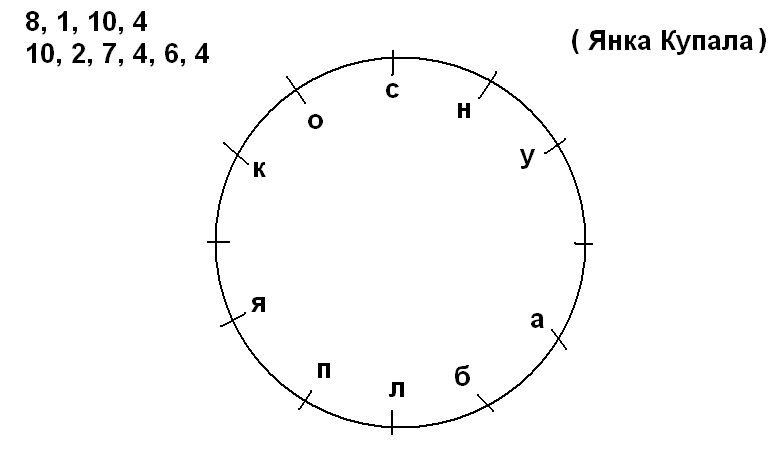 8, 1, 10, 4
10, 2, 7, 4, 6, 4
( Янка Купала )
с
н
о
у
к
а
я
п
б
л